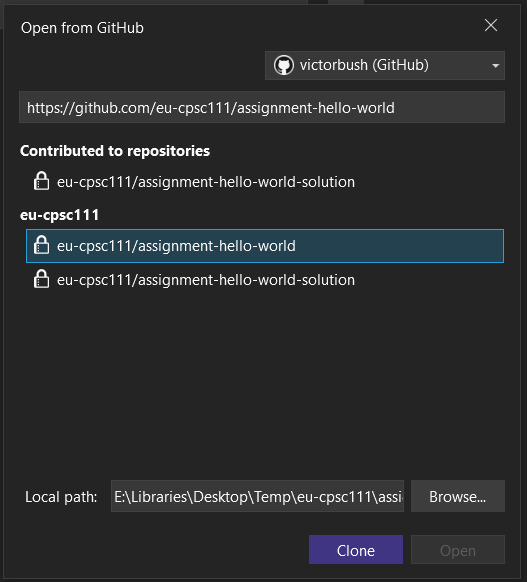 Open from GitHub
victorbush (GitHub)
https://github.com/eu-cpsc111/assignment-hello-world
Contributed to repositories
eu-cpsc111/assignment-hello-world-solution
eu-cpsc111
eu-cpsc111/assignment-hello-world
eu-cpsc111/assignment-hello-world-solution
Local path: E:\Libraries\Desktop\Temp\eu-cpsc111\assi Browse...
Clone Open